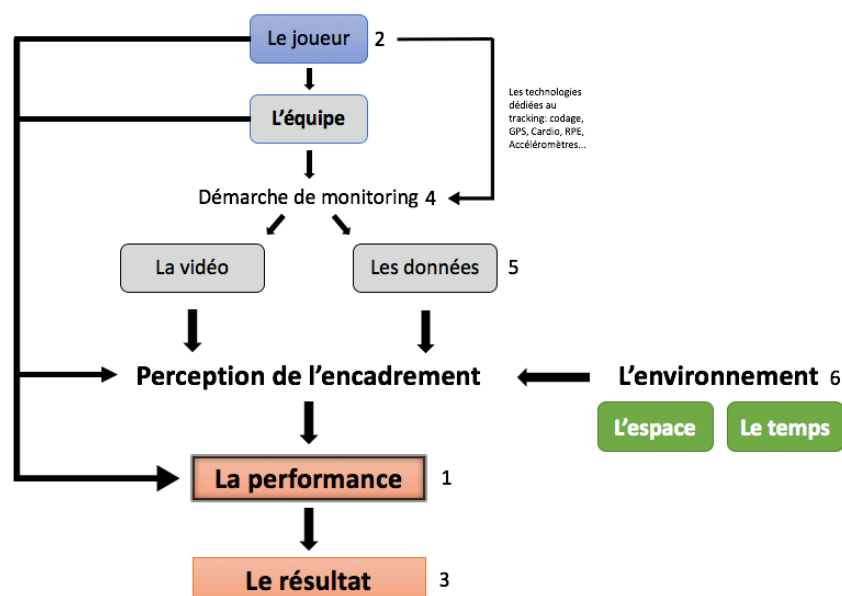 Le joueur 2
Les technologies
dédiées au
tracking: codage,
GPS, Cardio, RPE,
Accéléromètres...
L'équipe
Démarche de monitoring 4
La vidéo
Les données 5
Perception de l'encadrement
L'environnement 6
L'espace
Le temps
La performance 1
Le résultat 3